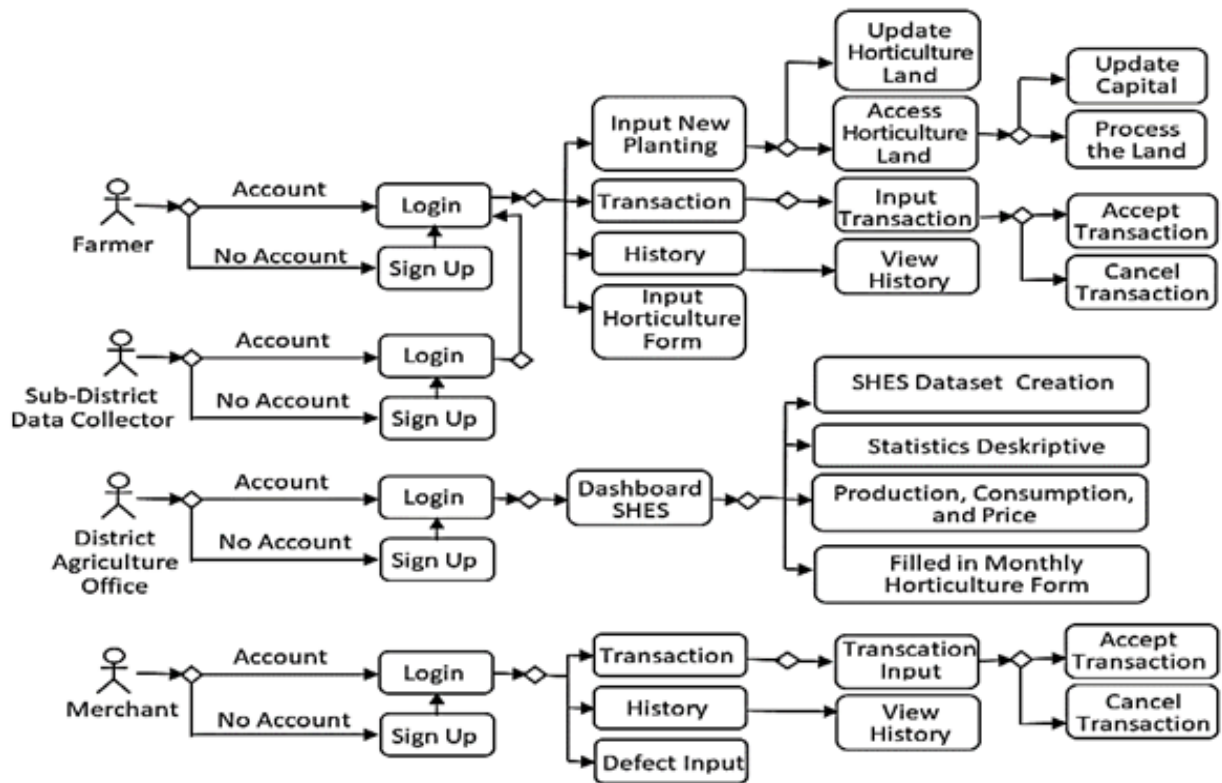 Update
Horticulture
Land
Update
Capital
Input New
Planting
Access
Horticulture
Land
Process
the Land
Account
Login
Transaction
Input
Transaction
Accept
Transaction
Farmer
No Account
Sign Up
History
View
History
Cancel
Transaction
Input
Horticulture
Form
Account
Login
Sub-District
Data Collector
No Account
Sign Up
SHES Dataset Creation
Statistics Deskriptive
Account
Login
Dashboard
SHES
Production, Consumption,
and Price
District
Agriculture
Office
No Account
Sign Up
Filled in Monthly
Horticulture Form
Account
Login
Transaction
Transcation
Input
Accept
Transaction
Merchant
No Account
Sign Up
History
View
History
Cancel
Transaction
Defect Input